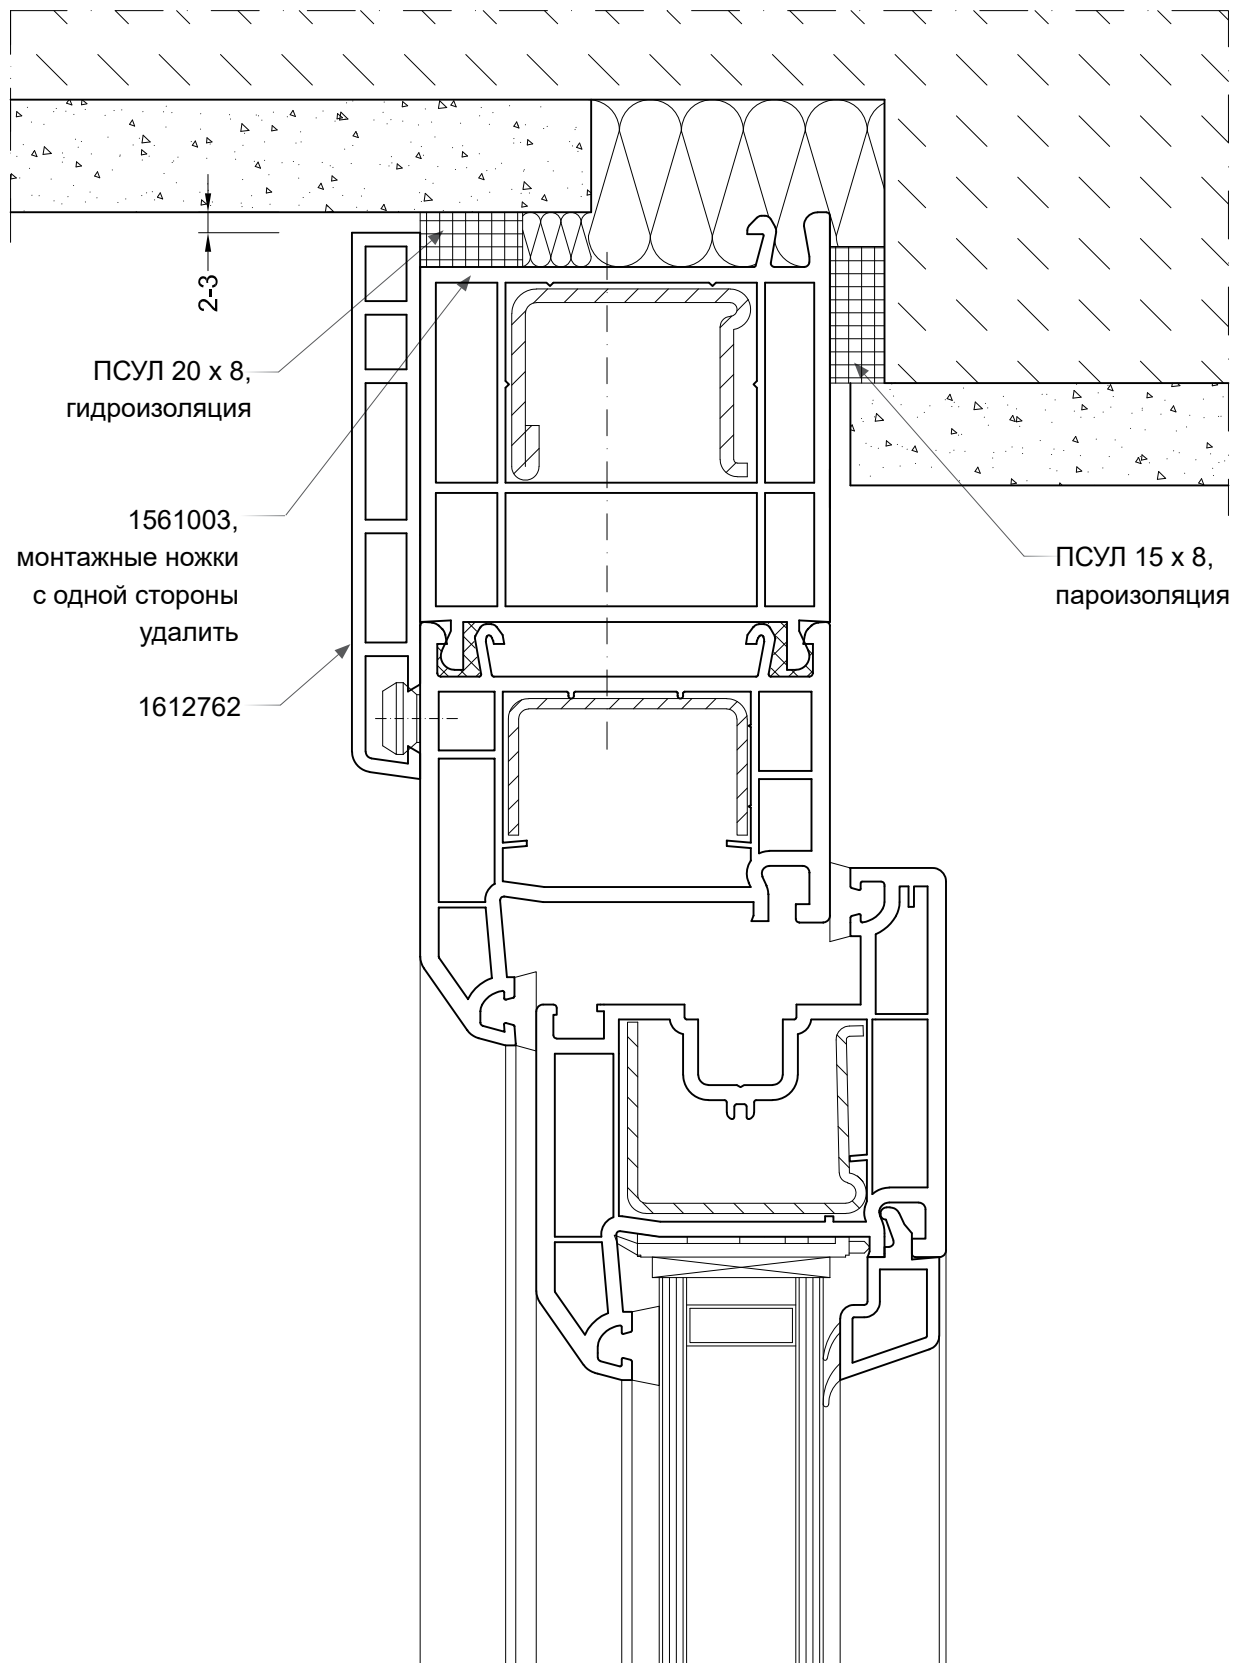 2-3
ПСУЛ 20 x 8,
гидроизоляция
1561003,
монтажные ножки
с одной стороны
удалить
1612762
ПСУЛ 15 x 8,
пароизоляция